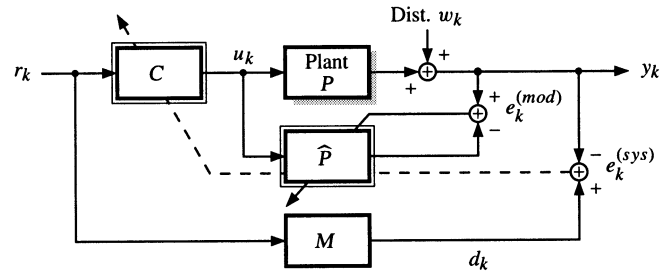 Dist. w_k
+
r_k
C
u_k
Plant
P
+
y_k
+
e_k^{(mod)}
−
P̂
−
e_k^{(sys)}
+
M
d_k